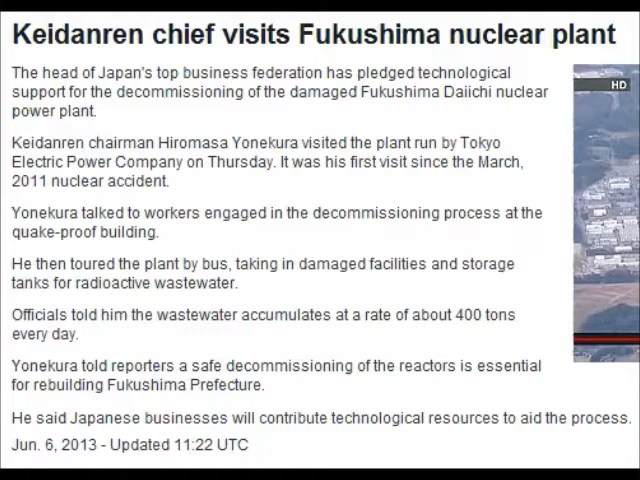 Keidanren chief visits Fukushima nuclear plant
The head of Japan's top business federation has pledged technological
support for the decommissioning of the damaged Fukushima Daiichi nuclear
power plant.
HD
Keidanren chairman Hiromasa Yonekura visited the plant run by Tokyo
Electric Power Company on Thursday. It was his first visit since the March,
2011 nuclear accident.
Yonekura talked to workers engaged in the decommissioning process at the
quake-proof building.
He then toured the plant by bus, taking in damaged facilities and storage
tanks for radioactive wastewater.
Officials told him the wastewater accumulates at a rate of about 400 tons
every day.
Yonekura told reporters a safe decommissioning of the reactors is essential
for rebuilding Fukushima Prefecture.
He said Japanese businesses will contribute technological resources to aid the process.
Jun. 6, 2013 - Updated 11:22 UTC